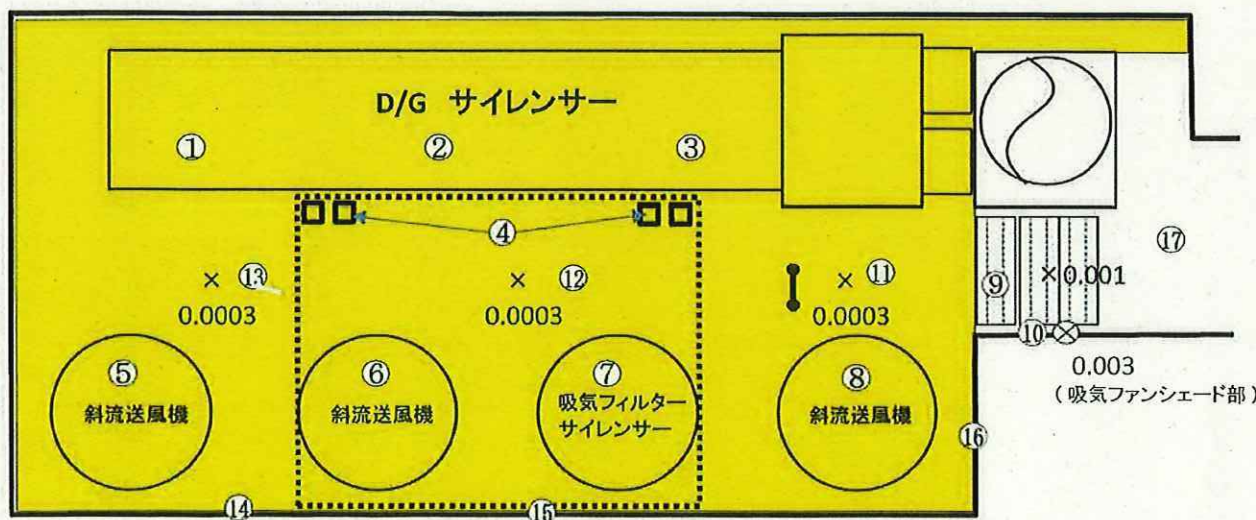 D/G サイレンサー
① ② ③
④
⑰
⑬ ⑫ ⑪ ⑨ 0.001
0.0003 0.0003 0.0003
⑩
0.003
(吸気ファンシェード部)
⑤ ⑥ ⑦ ⑧
斜流送風機 斜流送風機 吸気フィルター 斜流送風機
サイレンサー
⑯
⑭ ⑮